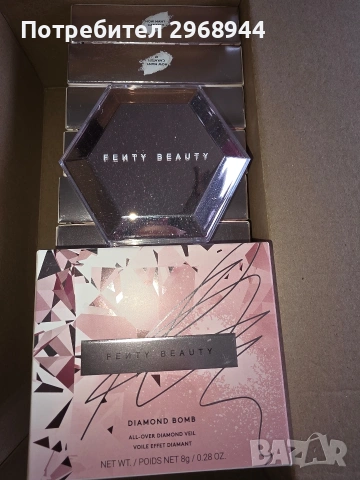 Потребител 2968944
FENTY BEAUTY
FENTY BEAUTY
DIAMOND BOMB
ALL-OVER DIAMOND VEIL
VOILE EFFET DIAMANT
NET WT. / POIDS NET 8g / 0.28 OZ.
BAZAR